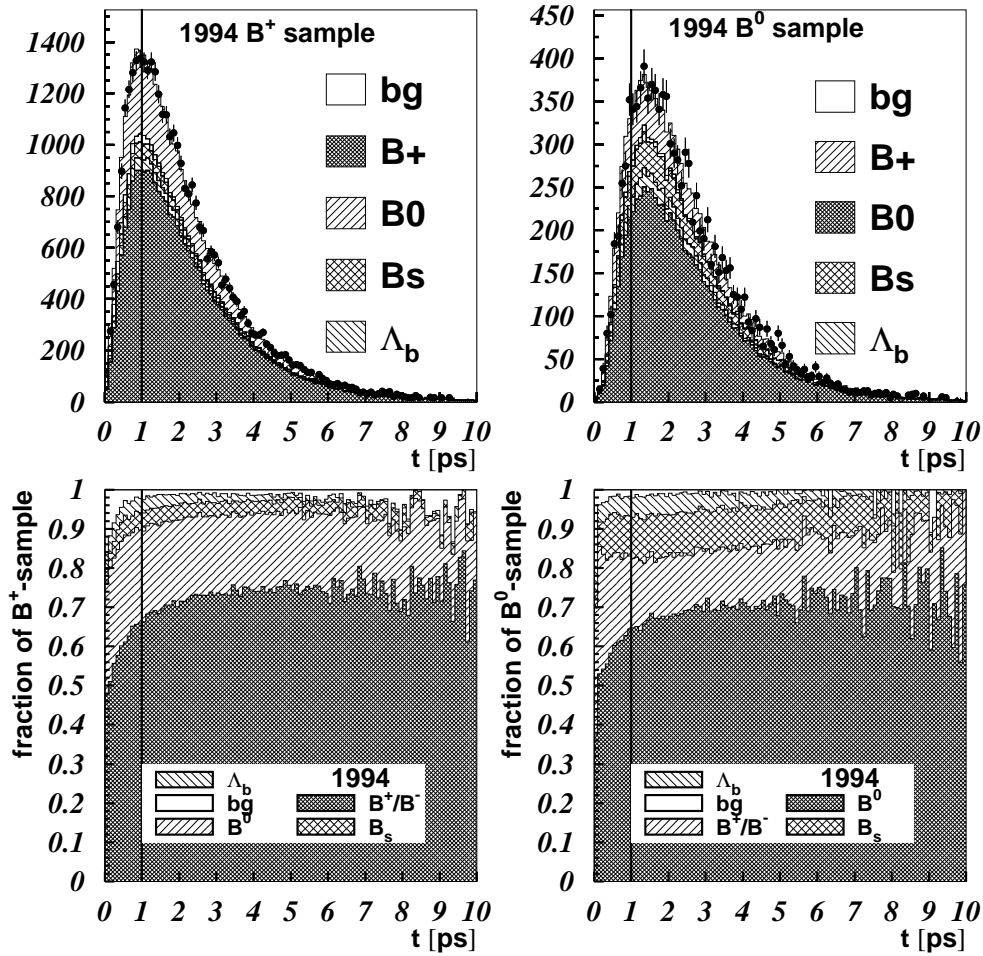 1994 B⁺ sample
1400
1200
1000
800
600
400
200
0
bg
B+
B0
Bs
Λb
0 1 2 3 4 5 6 7 8 9 10
t [ps]
1994 B⁰ sample
450
400
350
300
250
200
150
100
50
0
bg
B+
B0
Bs
Λb
0 1 2 3 4 5 6 7 8 9 10
t [ps]
fraction of B⁺-sample
1
0.9
0.8
0.7
0.6
0.5
0.4
0.3
0.2
0.1
0
Λb 1994
bg B⁺/B⁻
B⁰ Bs
0 1 2 3 4 5 6 7 8 9 10
t [ps]
fraction of B⁰-sample
1
0.9
0.8
0.7
0.6
0.5
0.4
0.3
0.2
0.1
0
Λb 1994
bg B⁰
B⁺/B⁻ Bs
0 1 2 3 4 5 6 7 8 9 10
t [ps]